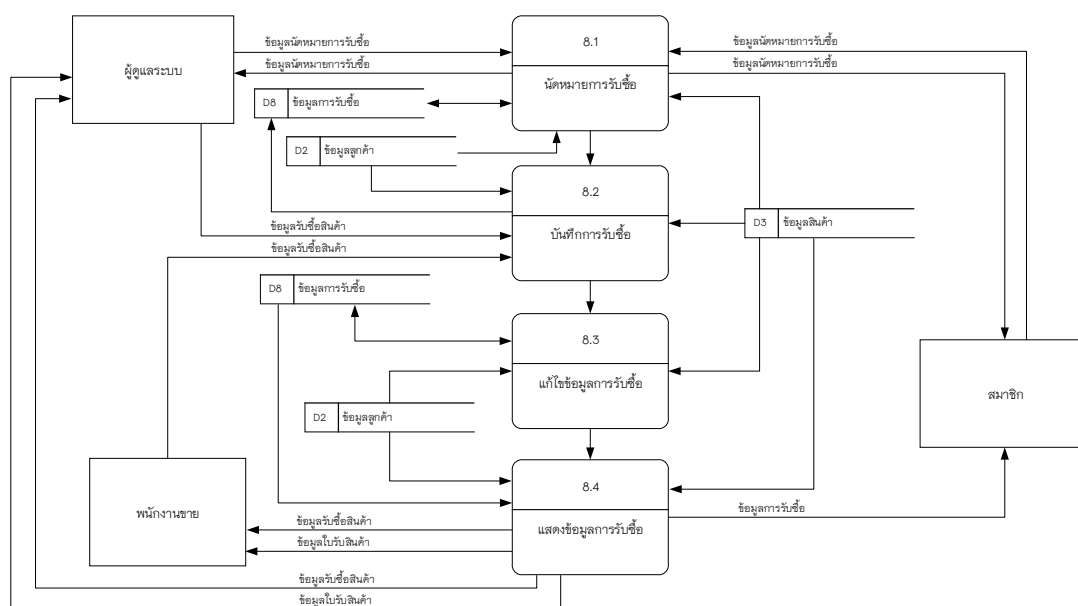 8.1
ข้อมูลนัดหมายการรับซื้อ
ข้อมูลนัดหมายการรับซื้อ
ผู้ดูแลระบบ
ข้อมูลนัดหมายการรับซื้อ
นัดหมายการรับซื้อ
ข้อมูลนัดหมายการรับซื้อ
D8 ข้อมูลการรับซื้อ
D2 ข้อมูลลูกค้า
8.2
D3 ข้อมูลสินค้า
ข้อมูลรับซื้อสินค้า
บันทึกการรับซื้อ
ข้อมูลรับซื้อสินค้า
D8 ข้อมูลการรับซื้อ
8.3
แก้ไขข้อมูลการรับซื้อ
สมาชิก
D2 ข้อมูลลูกค้า
8.4
ข้อมูลการรับซื้อ
พนักงานขาย
ข้อมูลรับซื้อสินค้า
แสดงข้อมูลการรับซื้อ
ข้อมูลใบรับสินค้า
ข้อมูลรับซื้อสินค้า
ข้อมูลใบรับสินค้า